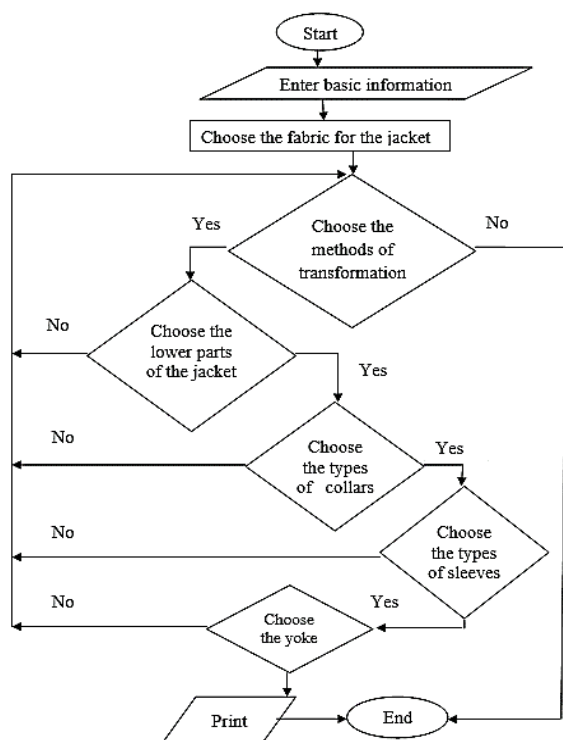 Start
Enter basic information
Choose the fabric for the jacket
Yes
Choose the
methods of
transformation
No
No
Choose the
lower parts
of the jacket
Yes
No
Choose
the types
of collars
Yes
No
Choose
the types
of sleeves
No
Choose
the yoke
Yes
Print
End